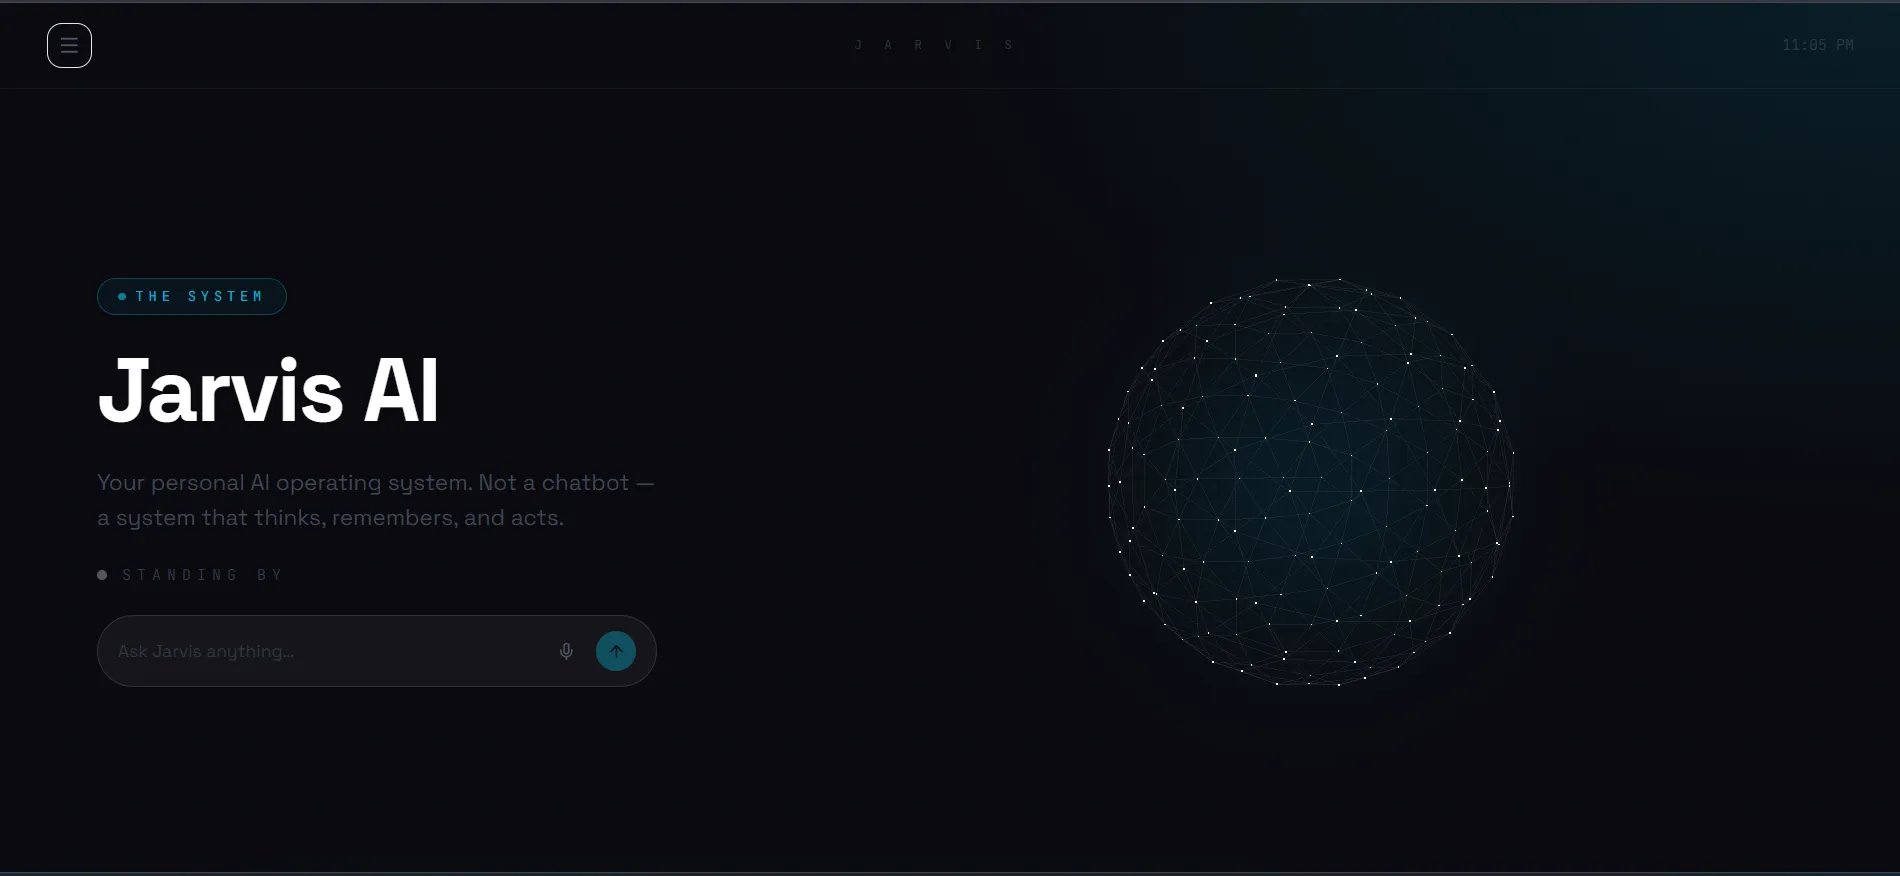 JARVIS
11:05 PM
THE SYSTEM
Jarvis AI
Your personal AI operating system. Not a chatbot —
a system that thinks, remembers, and acts.
STANDING BY
Ask Jarvis anything...